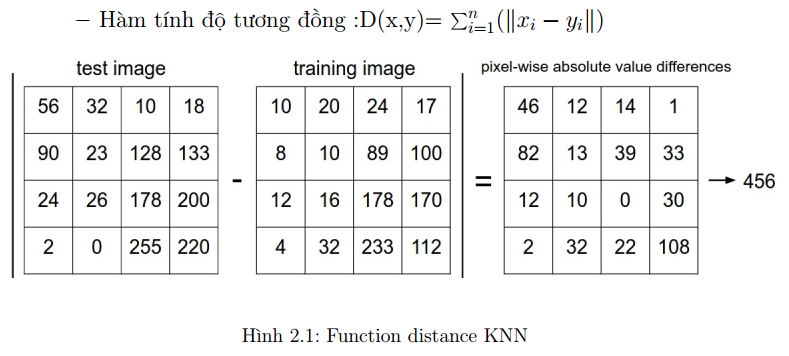 – Hàm tính độ tương đồng :D(x,y)= ∑ⁿᵢ₌₁(‖xᵢ − yᵢ‖)
test image training image pixel-wise absolute value differences
56 32 10 18 10 20 24 17 46 12 14 1
90 23 128 133 8 10 89 100 82 13 39 33
- = → 456
24 26 178 200 12 16 178 170 12 10 0 30
2 0 255 220 4 32 233 112 2 32 22 108
Hình 2.1: Function distance KNN